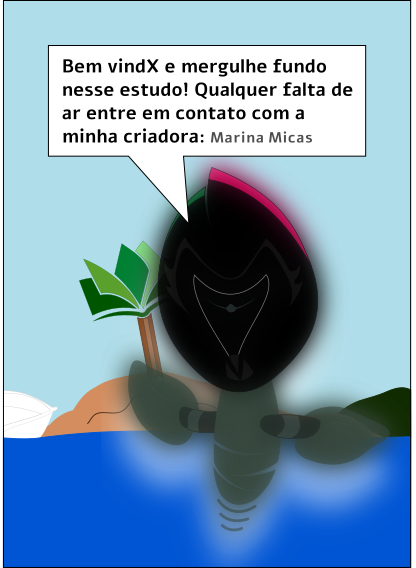 Bem vindX e mergulhe fundo
nesse estudo! Qualquer falta de
ar entre em contato com a
minha criadora: Marina Micas